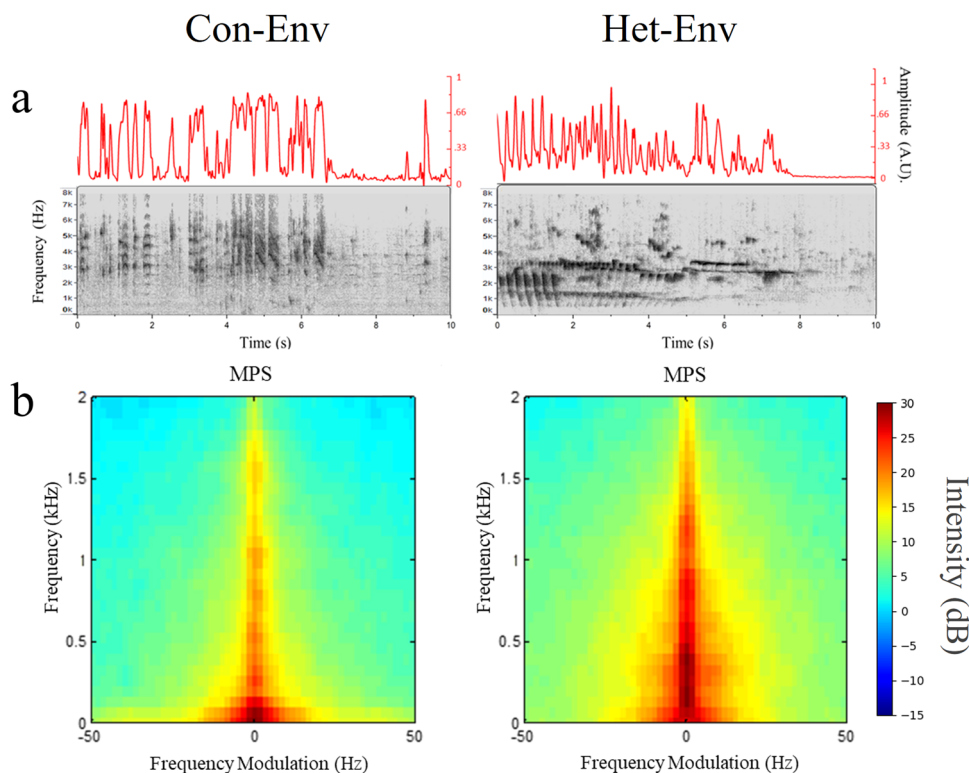 Con-Env
Het-Env
a
1
.66
.33
0
1
.66
.33
0
Amplitude (A.U).
Frequency (Hz)
8k
7k
6k
5k
4k
3k
2k
1k
0k
8k
7k
6k
5k
4k
3k
2k
1k
0k
0 2 4 6 8 10
0 2 4 6 8 10
Time (s)
Time (s)
b
MPS
MPS
Frequency (kHz)
2
1.5
1
0.5
0
Frequency (kHz)
2
1.5
1
0.5
0
30
25
20
15
10
5
0
−5
−10
−15
Intensity (dB)
-50 0 50
-50 0 50
Frequency Modulation (Hz)
Frequency Modulation (Hz)